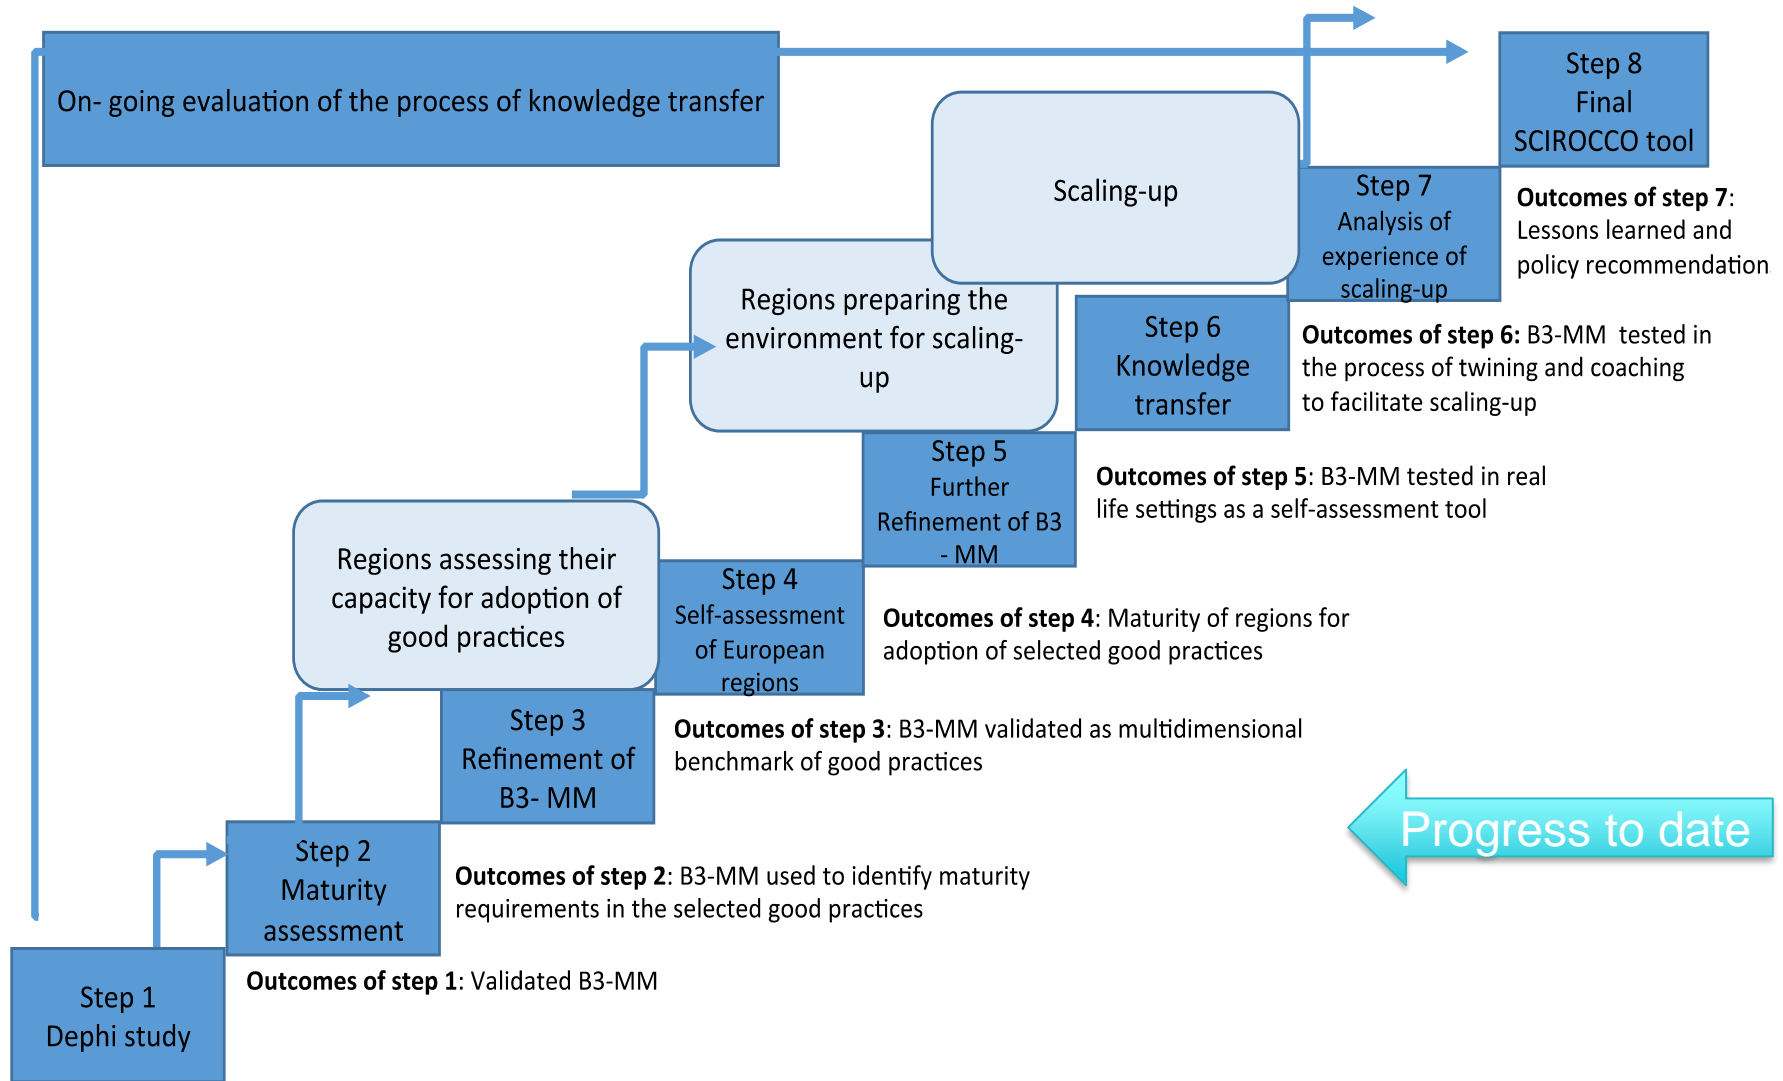 On- going evaluation of the process of knowledge transfer
Step 8
Final
SCIROCCO tool
Scaling-up
Step 7
Analysis of
experience of
scaling-up
Outcomes of step 7:
Lessons learned and
policy recommendation
Regions preparing the
environment for scaling-
up
Step 6
Knowledge
transfer
Outcomes of step 6: B3-MM tested in
the process of twining and coaching
to facilitate scaling-up
Step 5
Further
Refinement of B3
- MM
Outcomes of step 5: B3-MM tested in real
life settings as a self-assessment tool
Regions assessing their
capacity for adoption of
good practices
Step 4
Self-assessment
of European
regions
Outcomes of step 4: Maturity of regions for
adoption of selected good practices
Step 3
Refinement of
B3- MM
Outcomes of step 3: B3-MM validated as multidimensional
benchmark of good practices
Progress to date
Step 2
Maturity
assessment
Outcomes of step 2: B3-MM used to identify maturity
requirements in the selected good practices
Step 1
Dephi study
Outcomes of step 1: Validated B3-MM